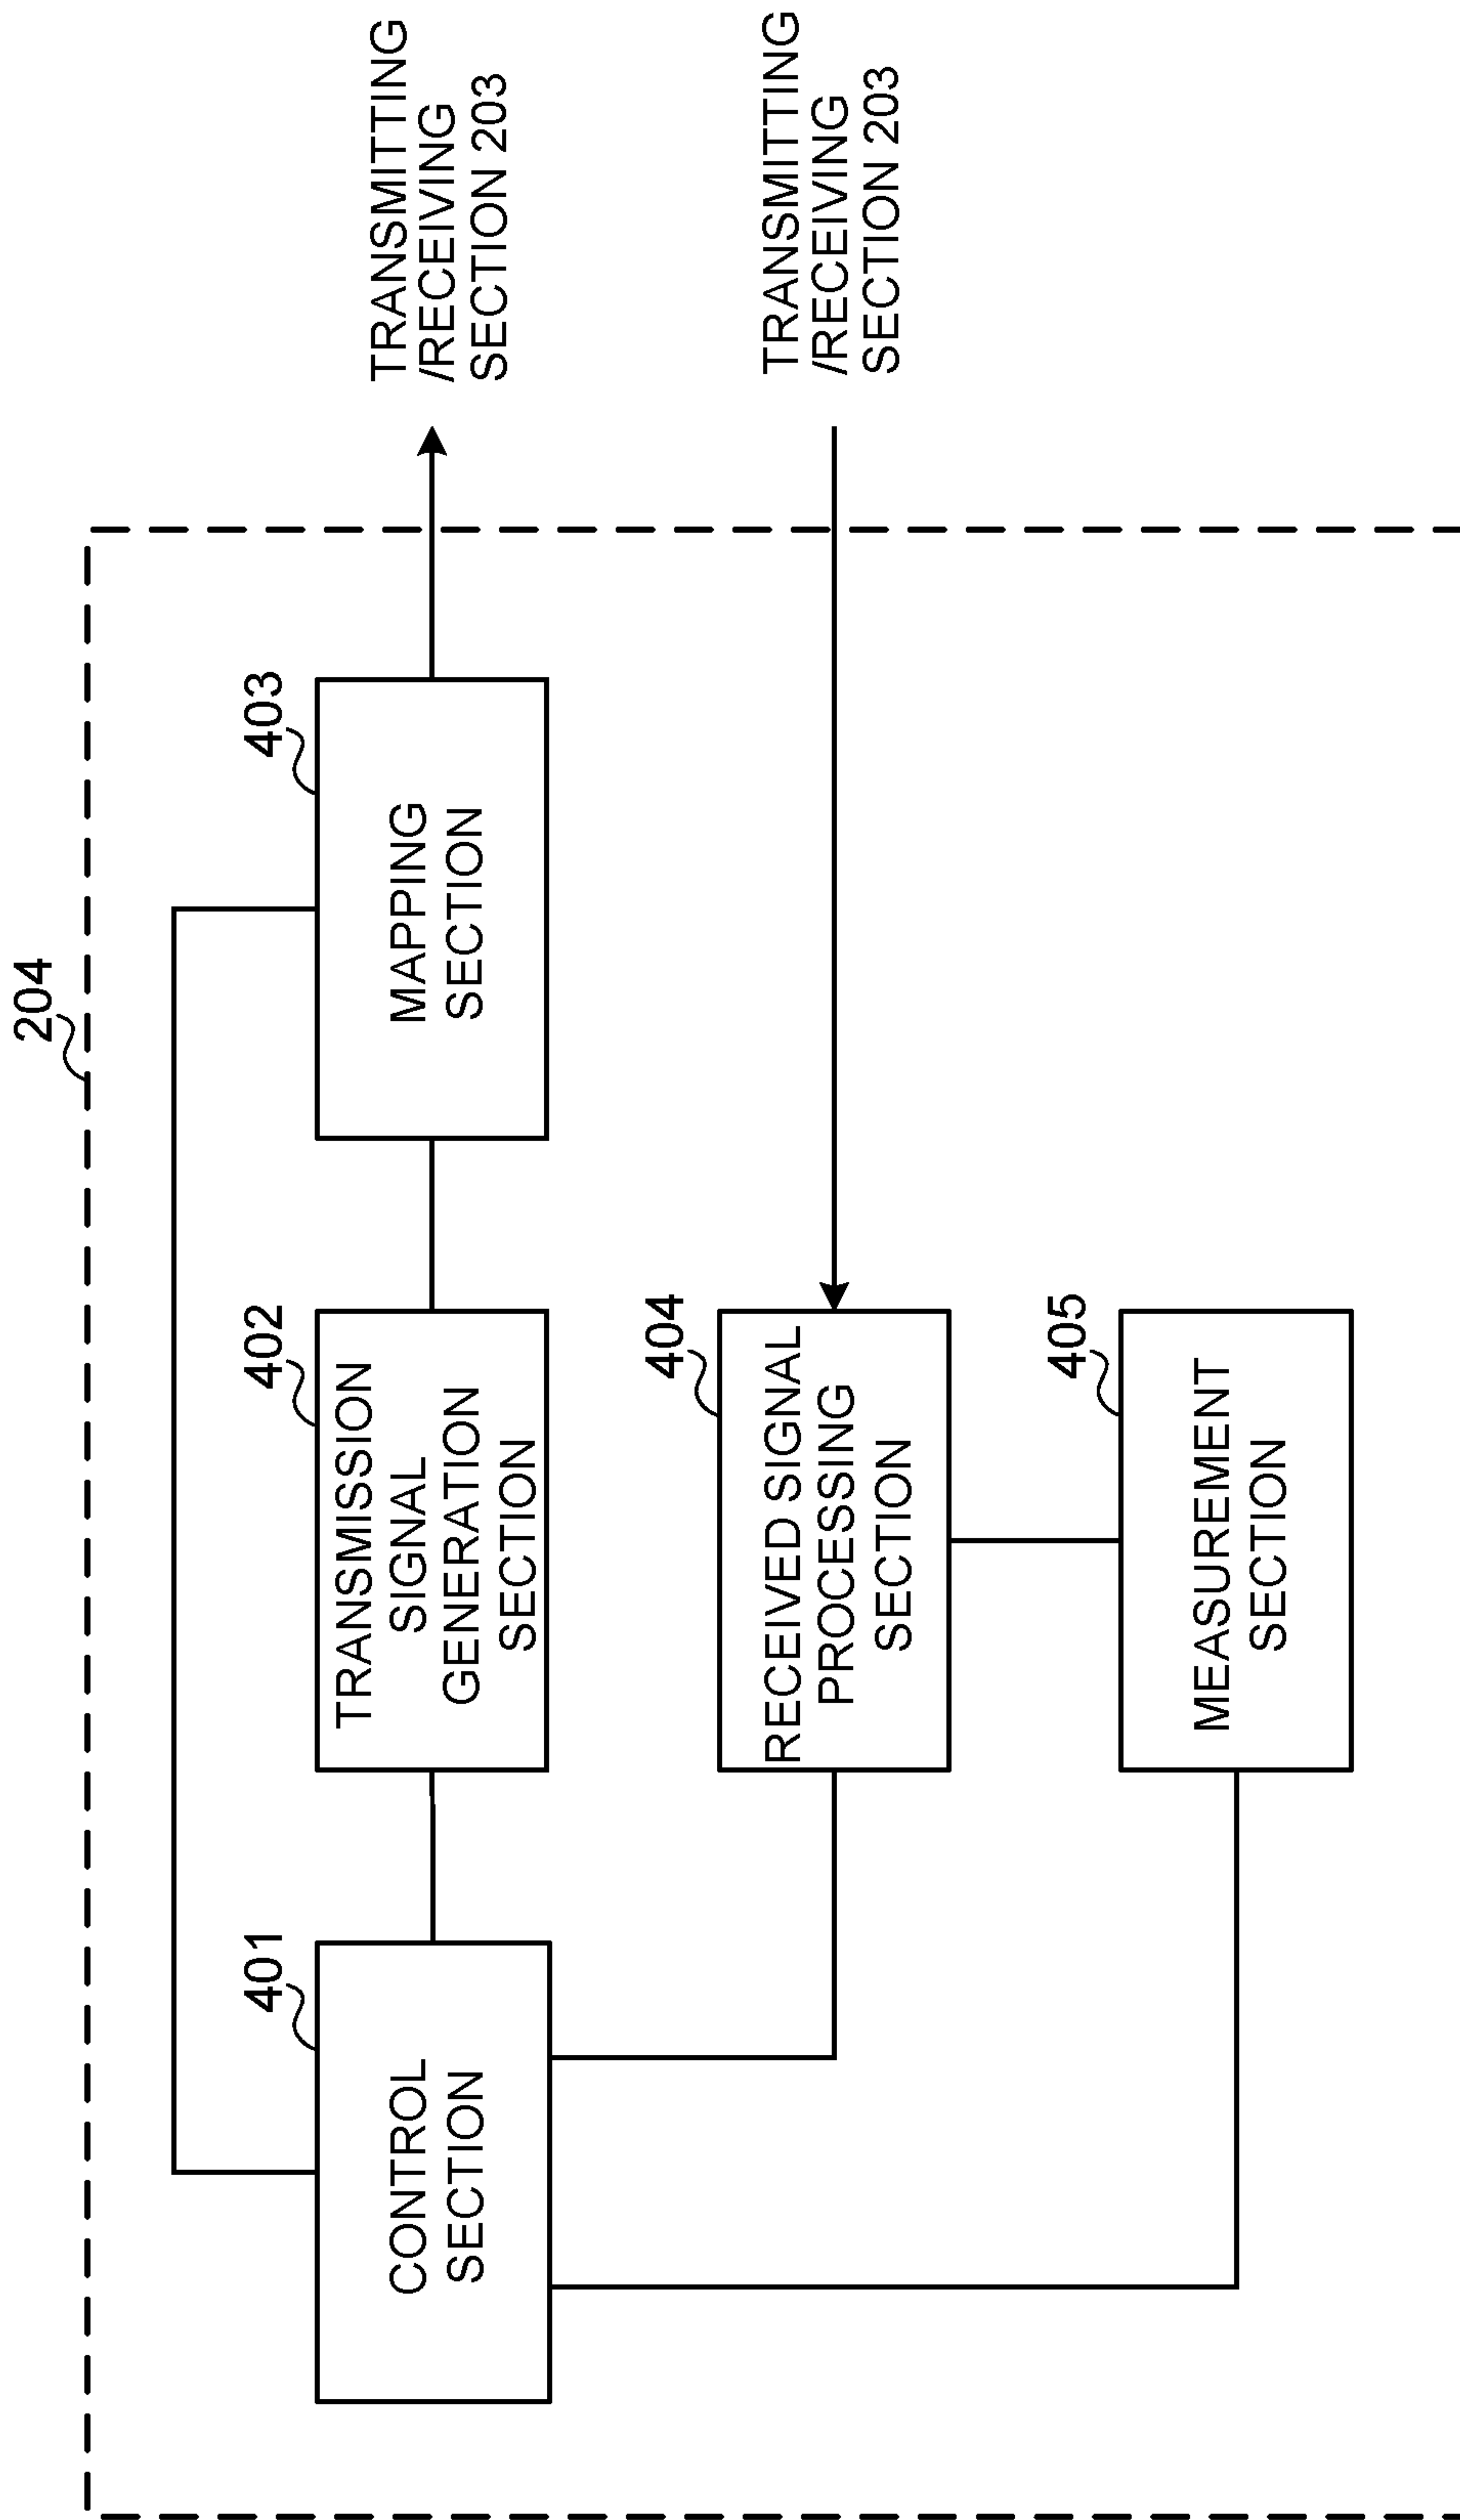 204
401
CONTROL
SECTION
402
TRANSMISSION
SIGNAL
GENERATION
SECTION
403
MAPPING
SECTION
TRANSMITTING
/RECEIVING
SECTION 203
404
RECEIVED SIGNAL
PROCESSING
SECTION
TRANSMITTING
/RECEIVING
SECTION 203
405
MEASUREMENT
SECTION